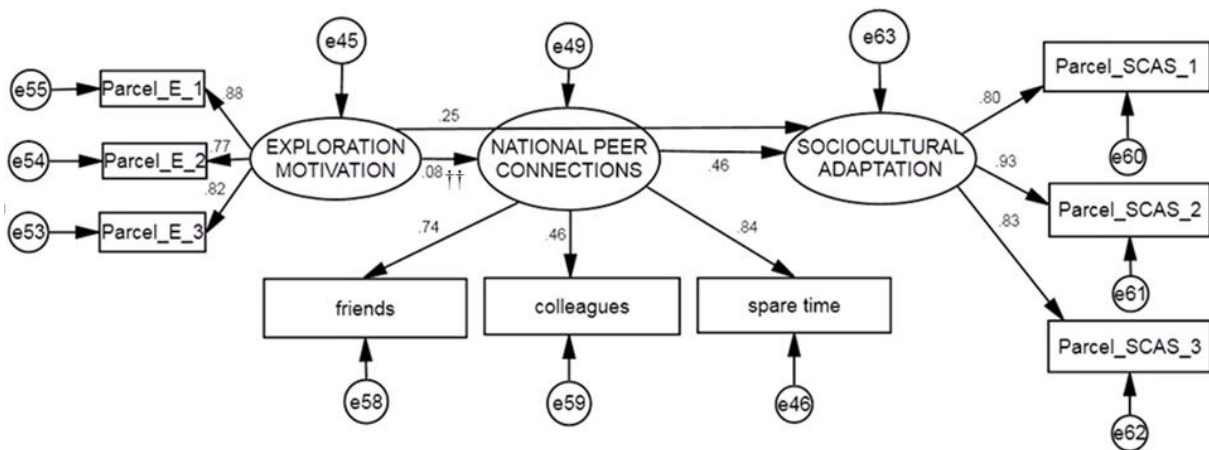 e45
e49
e63
e55
Parcel_E_1
.88
Parcel_SCAS_1
.80
.25
e54
Parcel_E_2
.77
EXPLORATION
MOTIVATION
.08
††
NATIONAL PEER
CONNECTIONS
.46
SOCIOCULTURAL
ADAPTATION
e60
.93
.82
e53
Parcel_E_3
Parcel_SCAS_2
.83
.74
.46
.84
e61
friends
colleagues
spare time
Parcel_SCAS_3
e58
e59
e46
e62